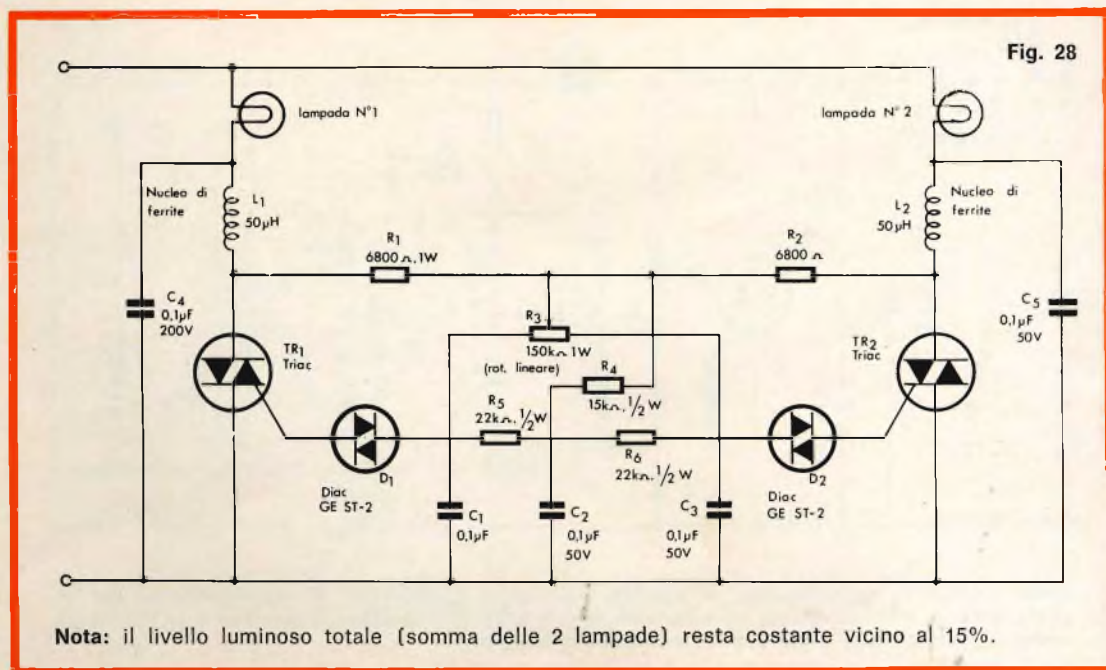 Fig. 28
lampada N°1
lampada N° 2
Nucleo di
ferrite
L1
50µH
L2
50µH
Nucleo di
ferrite
R1
6800 Ω, 1W
R2
6800 Ω
C4
0,1µF
200V
R3
150kΩ 1W
(rot. lineare)
C5
0,1µF
50V
TR1
Triac
TR2
Triac
R4
15kΩ, 1/2 W
R5
22kΩ, 1/2 W
R6
22kΩ, 1/2 W
D1
Diac
GE ST-2
D2
Diac
GE ST-2
C1
0,1µF
C2
0,1µF
50V
C3
0,1µF
50V
Nota: il livello luminoso totale (somma delle 2 lampade) resta costante vicino al 15%.